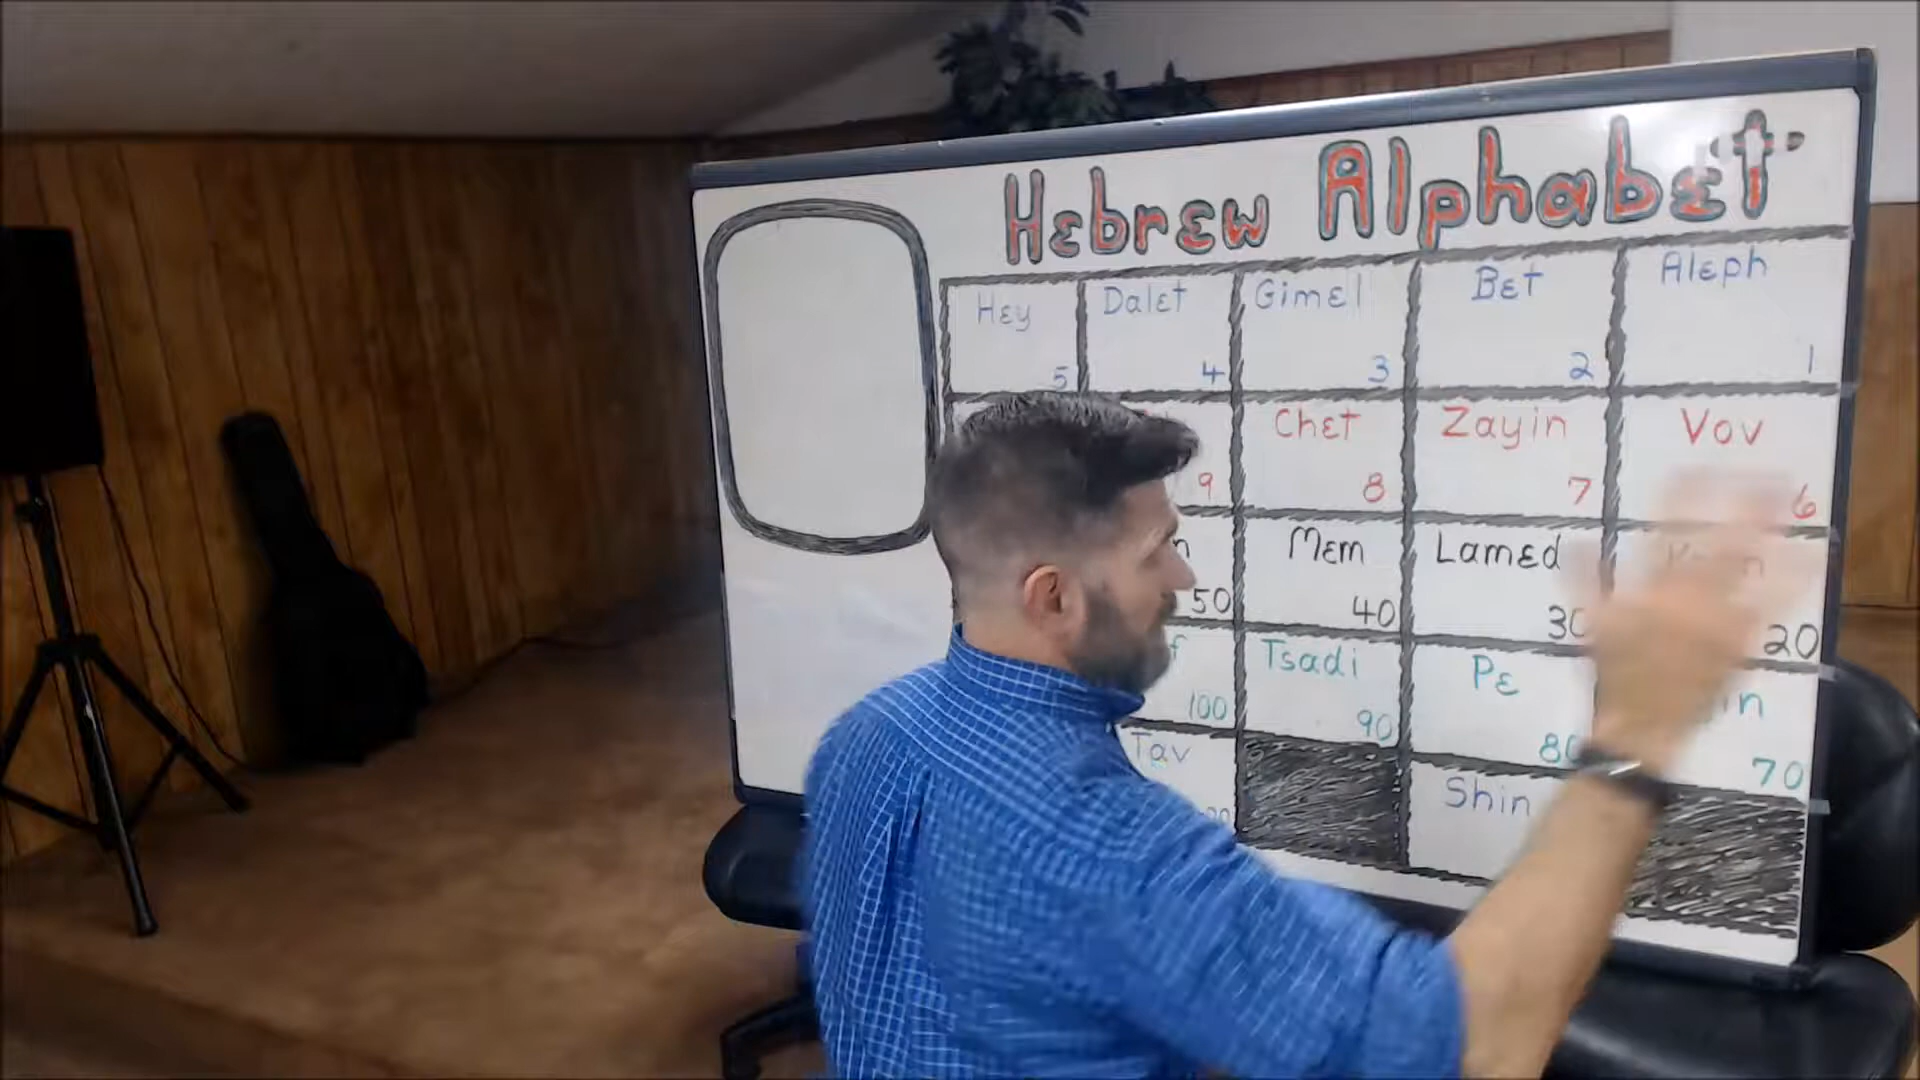 Hebrew Alphabet
Hey Dalet Gimel Bet Aleph
5 4 3 2 1
Chet Zayin Vov
9 8 7 6
Mem Lamed
50 40 30 20
Tsadi Pe
100 90 80 70
Tav Shin